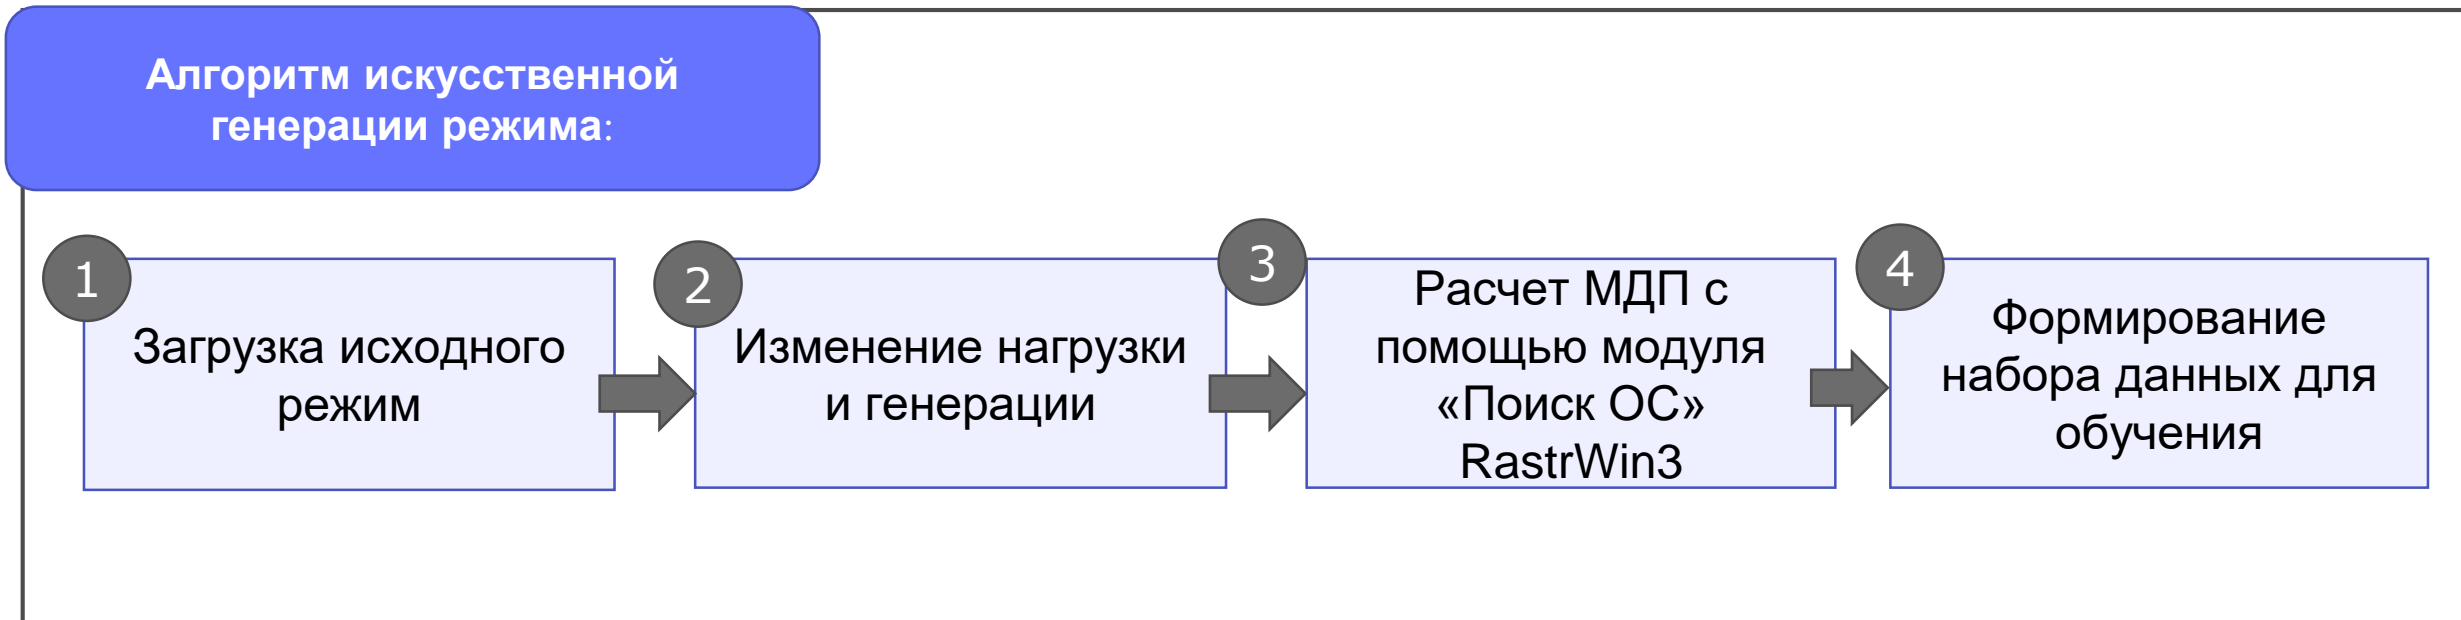 Алгоритм искусственной
генерации режима:
1
Загрузка исходного
режим
2
Изменение нагрузки
и генерации
3
Расчет МДП с
помощью модуля
«Поиск ОС»
RastrWin3
4
Формирование
набора данных для
обучения